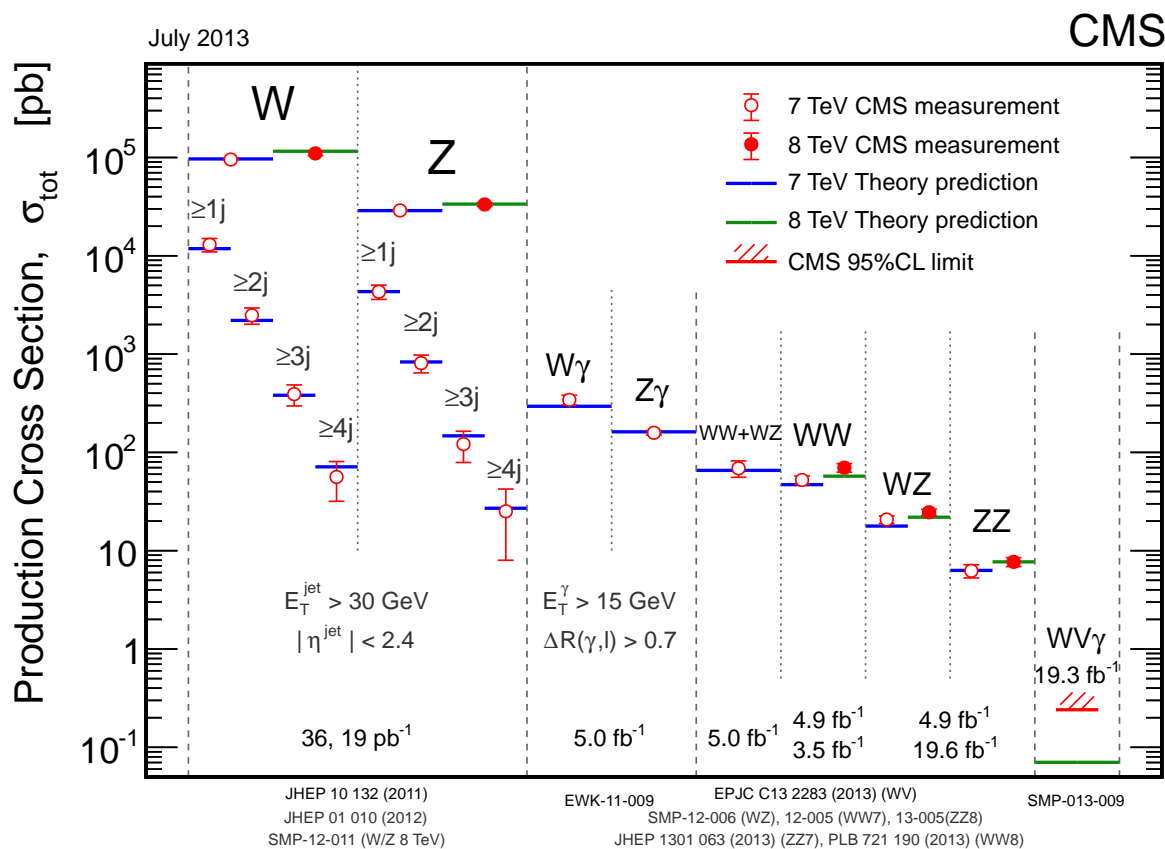 July 2013
CMS
Production Cross Section, σ_tot [pb]
10^5
10^4
10^3
10^2
10
1
10^-1
W
Z
≥1j
≥2j
≥3j
≥4j
≥1j
≥2j
≥3j
≥4j
Wγ
Zγ
WW+WZ
WW
WZ
ZZ
WVγ
19.3 fb^-1
7 TeV CMS measurement
8 TeV CMS measurement
7 TeV Theory prediction
8 TeV Theory prediction
CMS 95%CL limit
E_T^jet > 30 GeV
| η^jet | < 2.4
E_T^γ > 15 GeV
ΔR(γ,l) > 0.7
36, 19 pb^-1
5.0 fb^-1
5.0 fb^-1
4.9 fb^-1
3.5 fb^-1
4.9 fb^-1
19.6 fb^-1
JHEP 10 132 (2011)
JHEP 01 010 (2012)
SMP-12-011 (W/Z 8 TeV)
EWK-11-009
EPJC C13 2283 (2013) (WV)
SMP-12-006 (WZ), 12-005 (WW7), 13-005(ZZ8)
JHEP 1301 063 (2013) (ZZ7), PLB 721 190 (2013) (WW8)
SMP-013-009